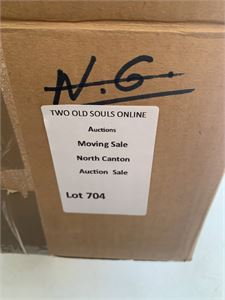 N.G.
TWO OLD SOULS ONLINE
Auctions
Moving Sale
North Canton
Auction Sale
Lot 704